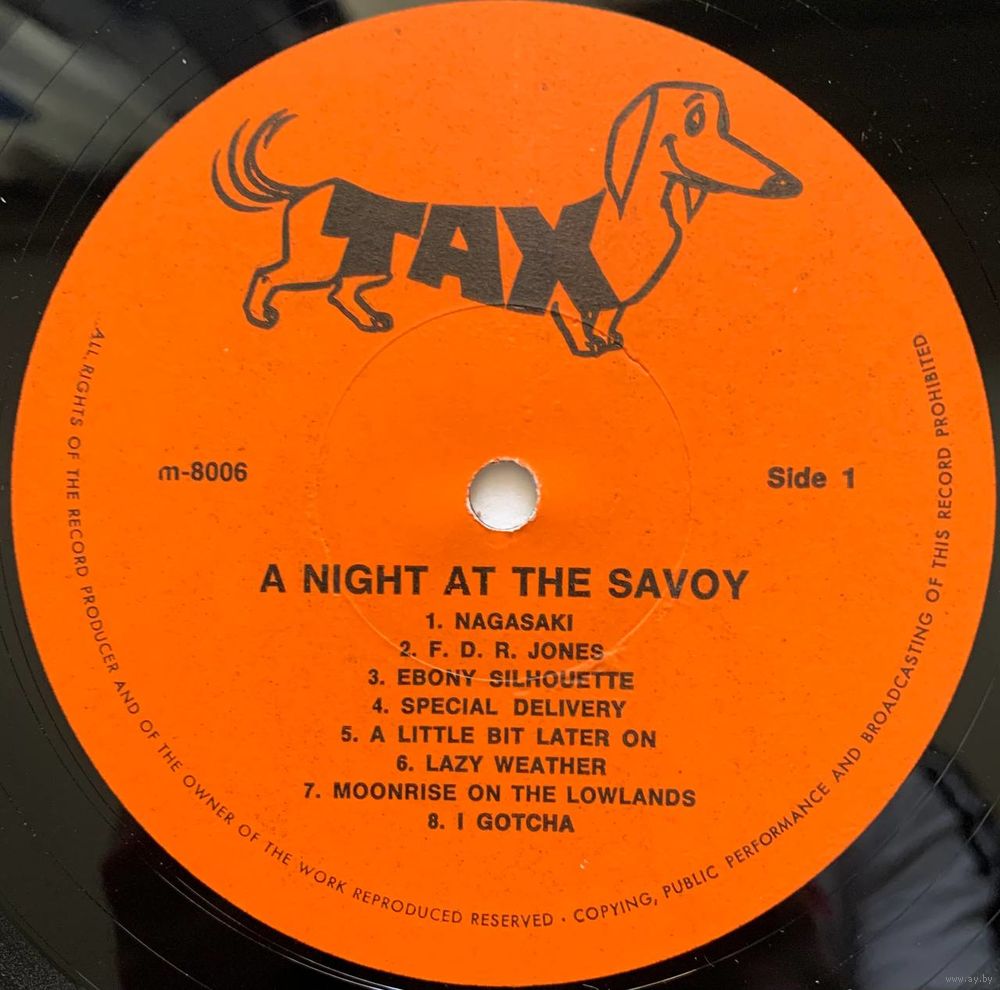 TAX
m-8006
Side 1
A NIGHT AT THE SAVOY
1. NAGASAKI
2. F. D. R. JONES
3. EBONY SILHOUETTE
4. SPECIAL DELIVERY
5. A LITTLE BIT LATER ON
6. LAZY WEATHER
7. MOONRISE ON THE LOWLANDS
8. I GOTCHA
ALL RIGHTS OF THE RECORD PRODUCER AND OF THE OWNER OF THE WORK REPRODUCED RESERVED · COPYING, PUBLIC PERFORMANCE AND BROADCASTING OF THIS RECORD PROHIBITED
www.ay.by